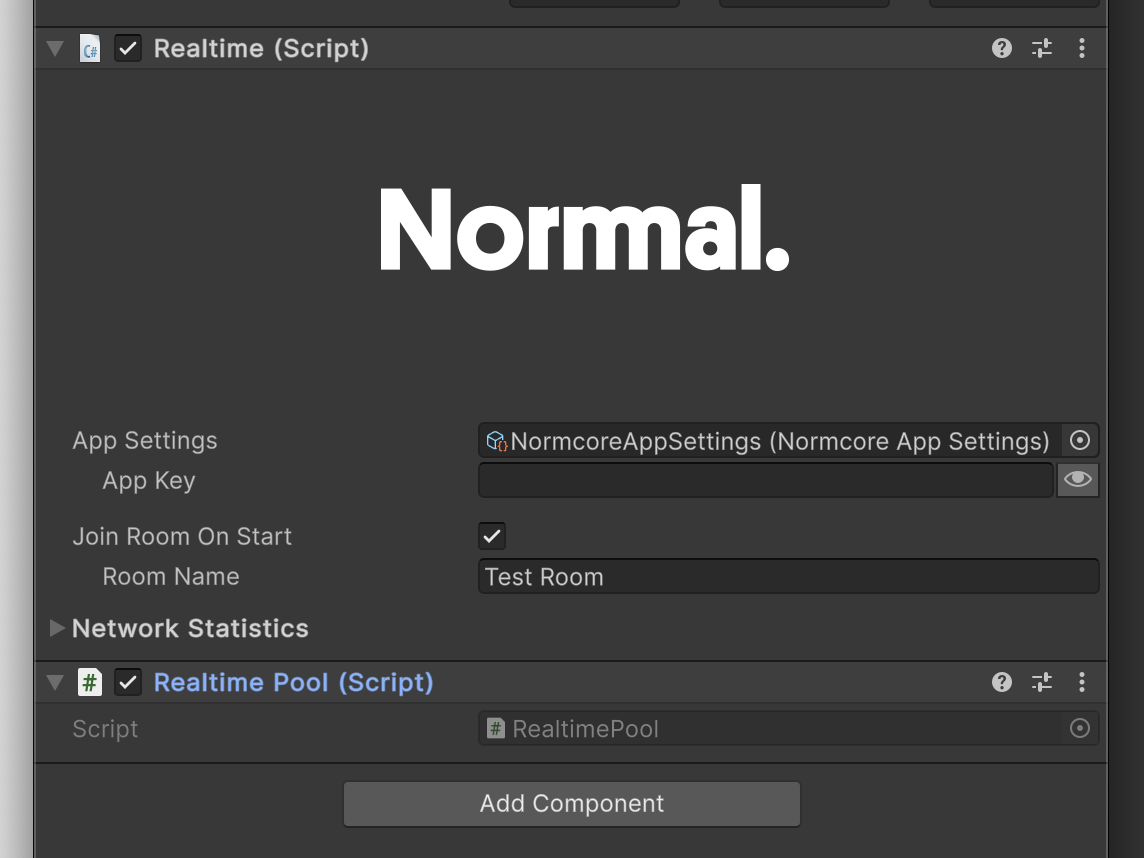 Realtime (Script)
Normal.
App Settings
NormcoreAppSettings (Normcore App Settings)
App Key
Join Room On Start
Room Name
Test Room
Network Statistics
Realtime Pool (Script)
Script
RealtimePool
Add Component